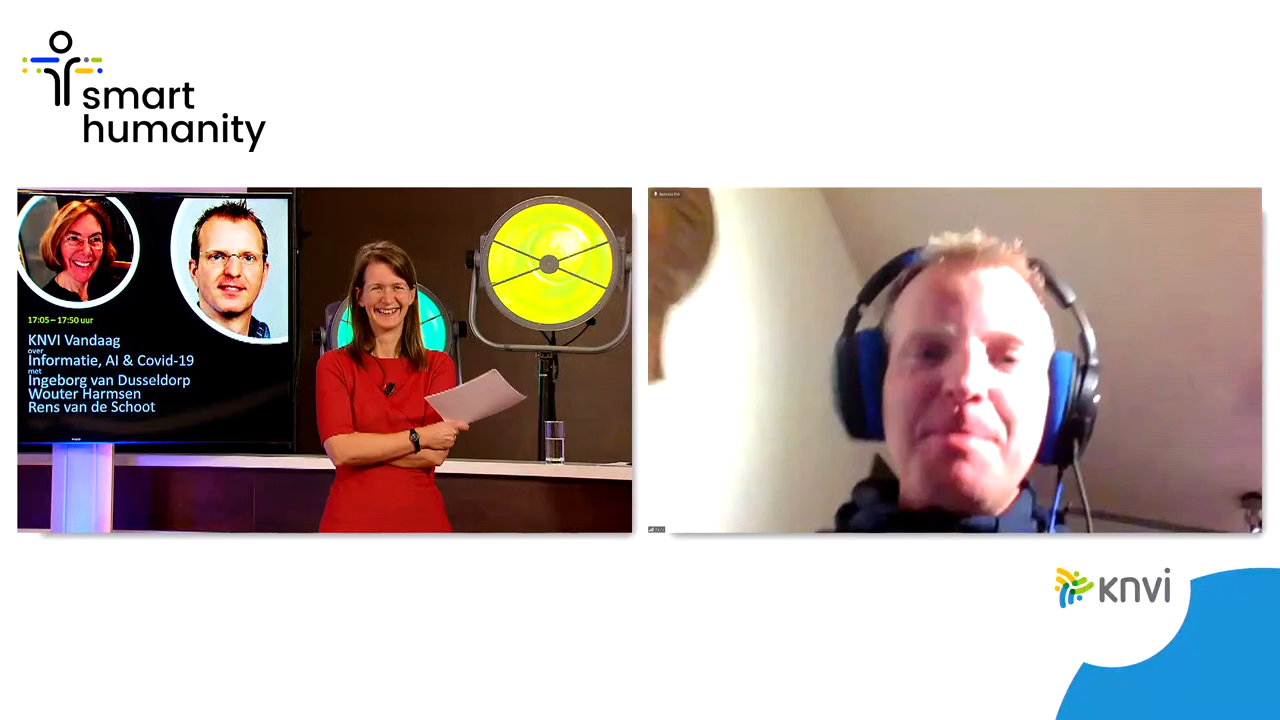 smart
humanity
17:05 – 17:50 uur
KNVI Vandaag
over
Informatie, AI & Covid-19
met
Ingeborg van Dusseldorp
Wouter Harmsen
Rens van de Schoot
knvi